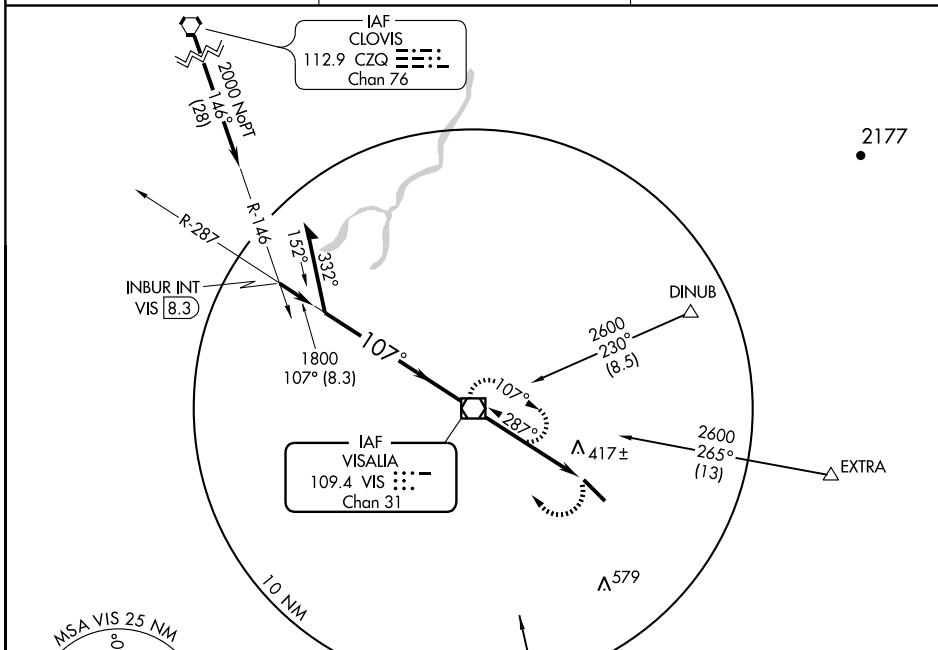 IAF
CLOVIS
112.9 CZQ
Chan 76
2000 NoPT
146°
(28)
2177
R-146
R-287
152°
332°
INBUR INT
VIS 8.3
DINUB
2600
230°
(8.5)
1800
107° (8.3)
107°
107°
287°
417±
2600
265°
(13)
EXTRA
IAF
VISALIA
109.4 VIS
Chan 31
579
10 NM
MSA VIS 25 NM